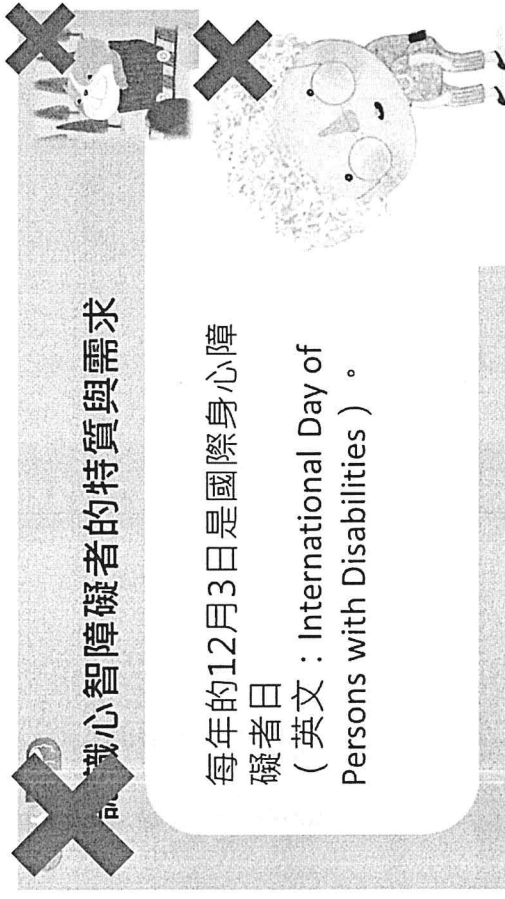 識心智障礙者的特質與需求
每年的12月3日是國際身心障
礙者日
（英文：International Day of
Persons with Disabilities）。